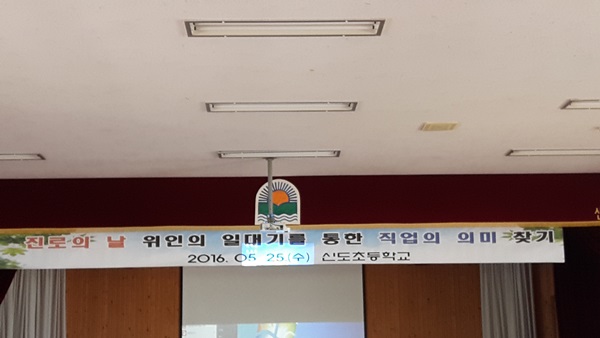 진로의 날 위인의 일대기를 통한 직업의 의미 찾기
2016. 05. 25(수) 신도초등학교